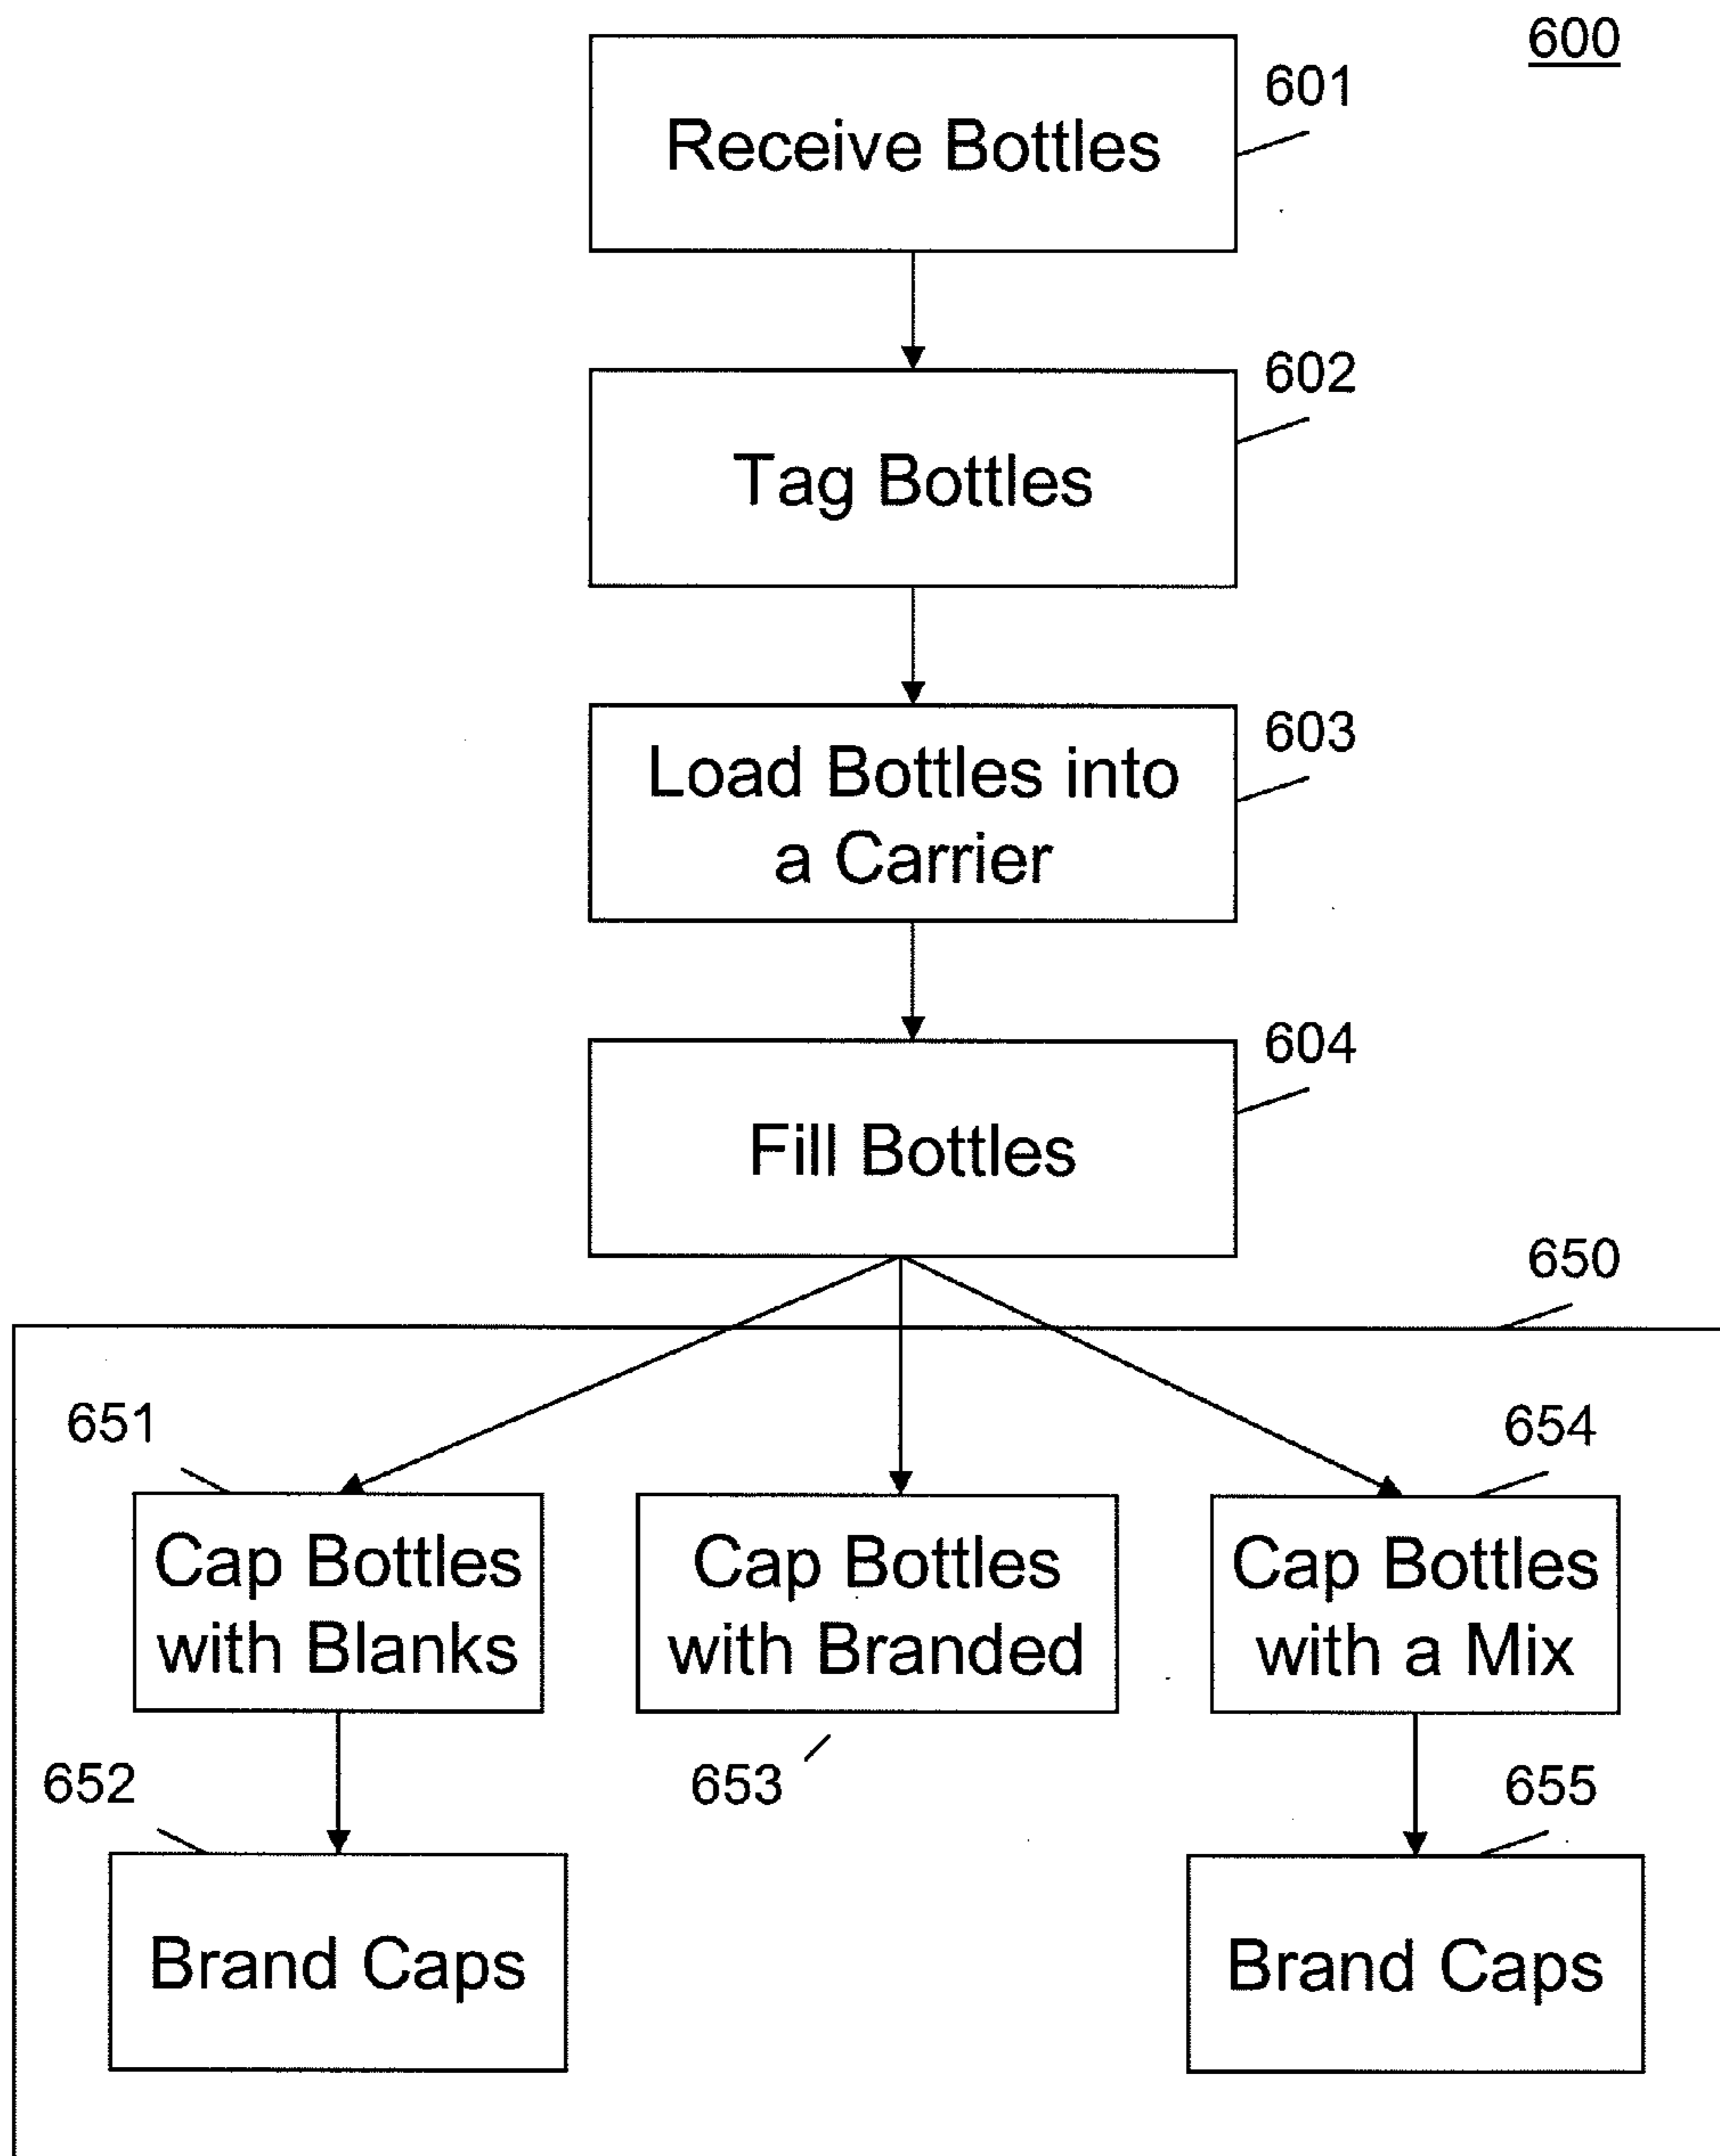 600
601
Receive Bottles
602
Tag Bottles
603
Load Bottles into
a Carrier
604
Fill Bottles
650
651
654
Cap Bottles
with Blanks
Cap Bottles
with Branded
Cap Bottles
with a Mix
652
653
655
Brand Caps
Brand Caps